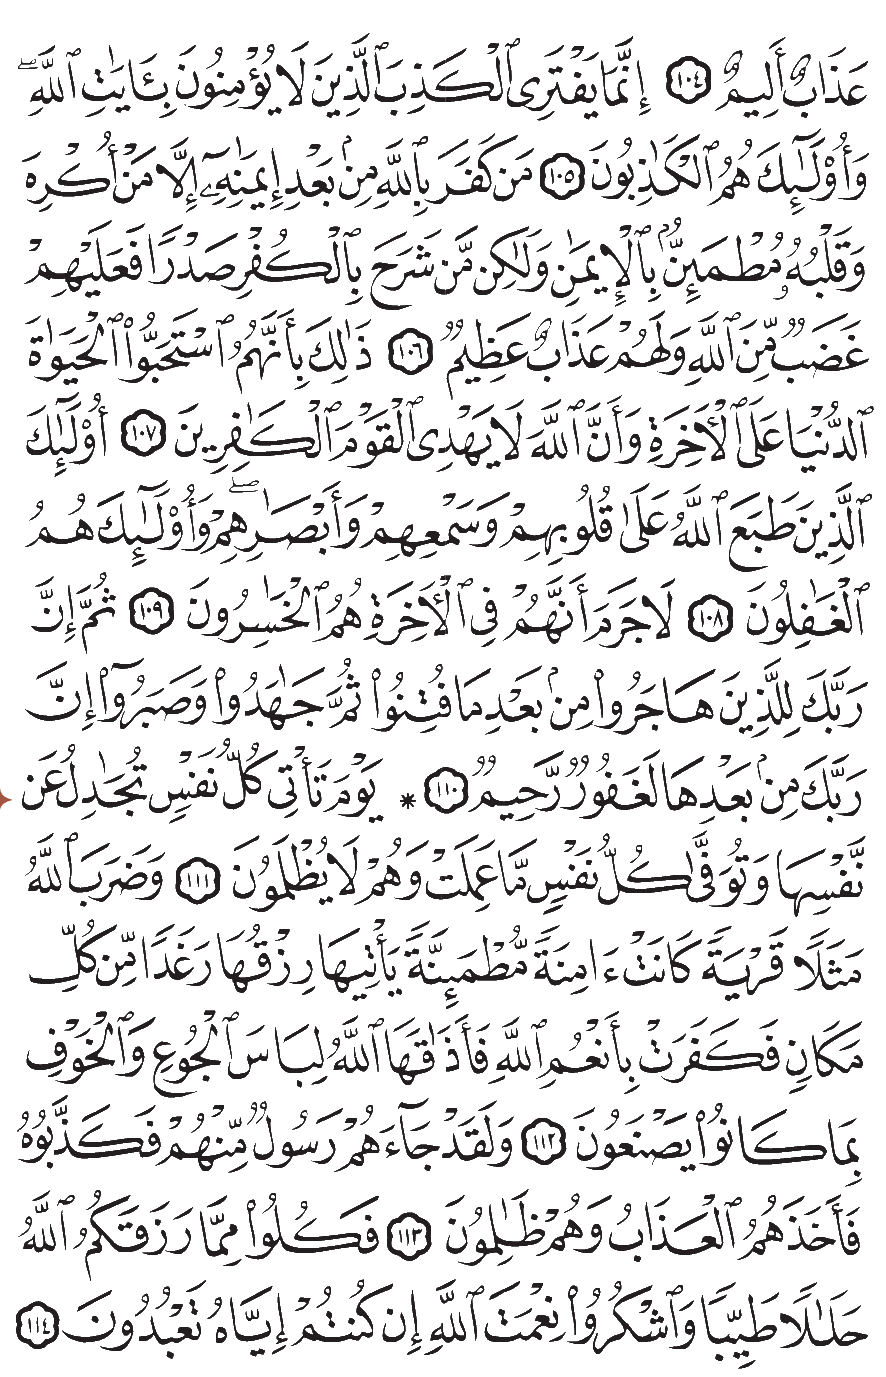 عَذَابٌ أَلِيمٌ ١٠٤ إِنَّمَا يَفْتَرِى ٱلْكَذِبَ ٱلَّذِينَ لَا يُؤْمِنُونَ بِـَٔايَٰتِ ٱللَّهِۖ
وَأُو۟لَٰٓئِكَ هُمُ ٱلْكَٰذِبُونَ ١٠٥ مَن كَفَرَ بِٱللَّهِ مِنۢ بَعْدِ إِيمَٰنِهِۦٓ إِلَّا مَنْ أُكْرِهَ
وَقَلْبُهُۥ مُطْمَئِنٌّۢ بِٱلْإِيمَٰنِ وَلَٰكِن مَّن شَرَحَ بِٱلْكُفْرِ صَدْرًا فَعَلَيْهِمْ
غَضَبٌ مِّنَ ٱللَّهِ وَلَهُمْ عَذَابٌ عَظِيمٌ ١٠٦ ذَٰلِكَ بِأَنَّهُمُ ٱسْتَحَبُّوا۟ ٱلْحَيَوٰةَ
ٱلدُّنْيَا عَلَى ٱلْأَخِرَةِ وَأَنَّ ٱللَّهَ لَا يَهْدِى ٱلْقَوْمَ ٱلْكَٰفِرِينَ ١٠٧ أُو۟لَٰٓئِكَ
ٱلَّذِينَ طَبَعَ ٱللَّهُ عَلَىٰ قُلُوبِهِمْ وَسَمْعِهِمْ وَأَبْصَٰرِهِمْۖ وَأُو۟لَٰٓئِكَ هُمُ
ٱلْغَٰفِلُونَ ١٠٨ لَا جَرَمَ أَنَّهُمْ فِى ٱلْأَخِرَةِ هُمُ ٱلْخَٰسِرُونَ ١٠٩ ثُمَّ إِنَّ
رَبَّكَ لِلَّذِينَ هَاجَرُوا۟ مِنۢ بَعْدِ مَا فُتِنُوا۟ ثُمَّ جَٰهَدُوا۟ وَصَبَرُوٓا۟ إِنَّ
رَبَّكَ مِنۢ بَعْدِهَا لَغَفُورٌ رَّحِيمٌ ١١٠ * يَوْمَ تَأْتِى كُلُّ نَفْسٍ تُجَٰدِلُ عَن
نَّفْسِهَا وَتُوَفَّىٰ كُلُّ نَفْسٍ مَّا عَمِلَتْ وَهُمْ لَا يُظْلَمُونَ ١١١ وَضَرَبَ ٱللَّهُ
مَثَلًا قَرْيَةً كَانَتْ ءَامِنَةً مُّطْمَئِنَّةً يَأْتِيهَا رِزْقُهَا رَغَدًا مِّن كُلِّ
مَكَانٍ فَكَفَرَتْ بِأَنْعُمِ ٱللَّهِ فَأَذَٰقَهَا ٱللَّهُ لِبَاسَ ٱلْجُوعِ وَٱلْخَوْفِ
بِمَا كَانُوا۟ يَصْنَعُونَ ١١٢ وَلَقَدْ جَآءَهُمْ رَسُولٌ مِّنْهُمْ فَكَذَّبُوهُ
فَأَخَذَهُمُ ٱلْعَذَابُ وَهُمْ ظَٰلِمُونَ ١١٣ فَكُلُوا۟ مِمَّا رَزَقَكُمُ ٱللَّهُ
حَلَٰلًا طَيِّبًا وَٱشْكُرُوا۟ نِعْمَتَ ٱللَّهِ إِن كُنتُمْ إِيَّاهُ تَعْبُدُونَ ١١٤